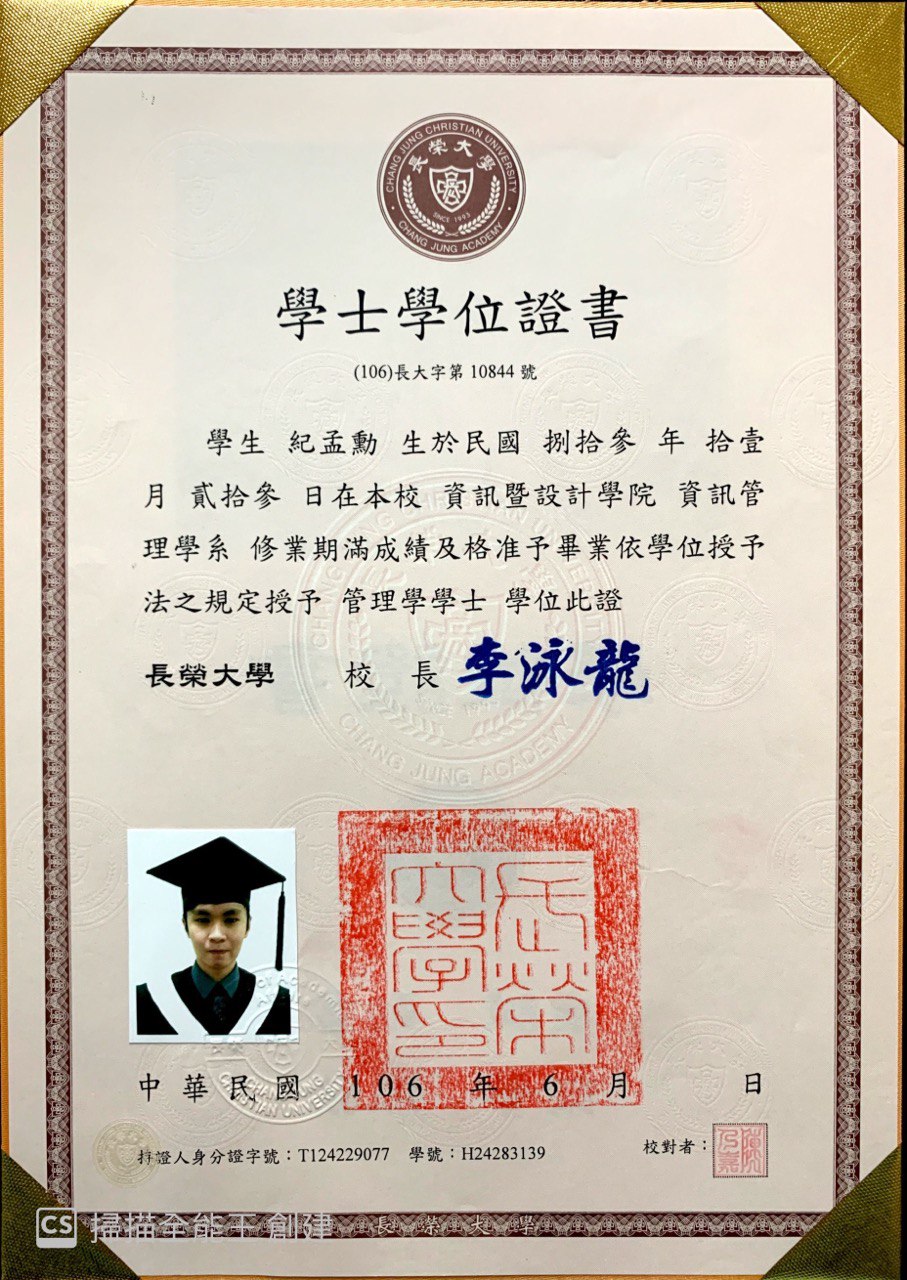 CHANG JUNG CHRISTIAN UNIVERSITY
長榮大學
SINCE 1993
CHANG JUNG ACADEMY
學士學位證書
(106)長大字第 10844 號
學生 紀孟勳 生於民國 捌拾參 年 拾壹
月 貳拾參 日在本校 資訊暨設計學院 資訊管
理學系 修業期滿成績及格准予畢業依學位授予
法之規定授予 管理學學士 學位此證
長榮大學 校 長 李泳龍
長榮大學印
中 華 民 國 106 年 6 月 日
持證人身分證字號：T124229077 學號：H24283139
校對者：
CS 掃描全能王 創建
長 榮 大 學